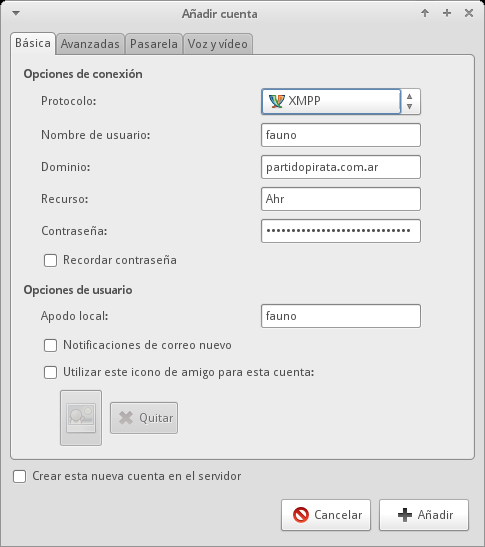 Añadir cuenta
Básica Avanzadas Pasarela Voz y vídeo
Opciones de conexión
Protocolo: XMPP
Nombre de usuario: fauno
Dominio: partidopirata.com.ar
Recurso: Ahr
Contraseña: ••••••••••••••••••••••••••••
Recordar contraseña
Opciones de usuario
Apodo local: fauno
Notificaciones de correo nuevo
Utilizar este icono de amigo para esta cuenta:
Quitar
Crear esta nueva cuenta en el servidor
Cancelar Añadir